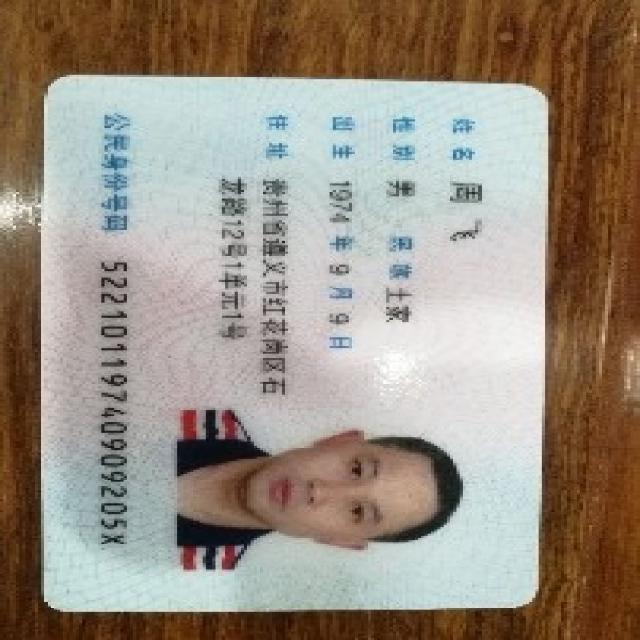 姓名 周飞
性别 男 民族 土家
出生 1974 年 9 月 9 日
住址 贵州省遵义市红花岗区石
龙路12号1单元1号
公民身份号码 52210119740909205X